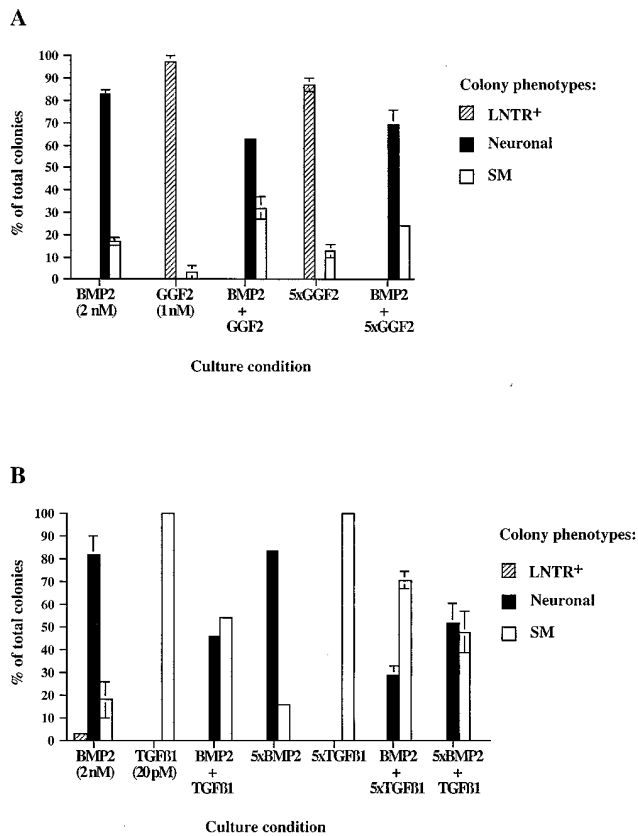 A
100
90
80
70
60
50
40
30
20
10
0
% of total colonies
BMP2 GGF2 BMP2 5xGGF2 BMP2
(2 nM) (1nM) + +
GGF2 5xGGF2
Culture condition
Colony phenotypes:
LNTR+
Neuronal
SM
B
100
90
80
70
60
50
40
30
20
10
0
% of total colonies
BMP2 TGFß1 BMP2 5xBMP2 5xTGFß1 BMP2 5xBMP2
(2nM) (20pM) + + +
TGFß1 5xTGFß1 TGFß1
Culture condition
Colony phenotypes:
LNTR+
Neuronal
SM